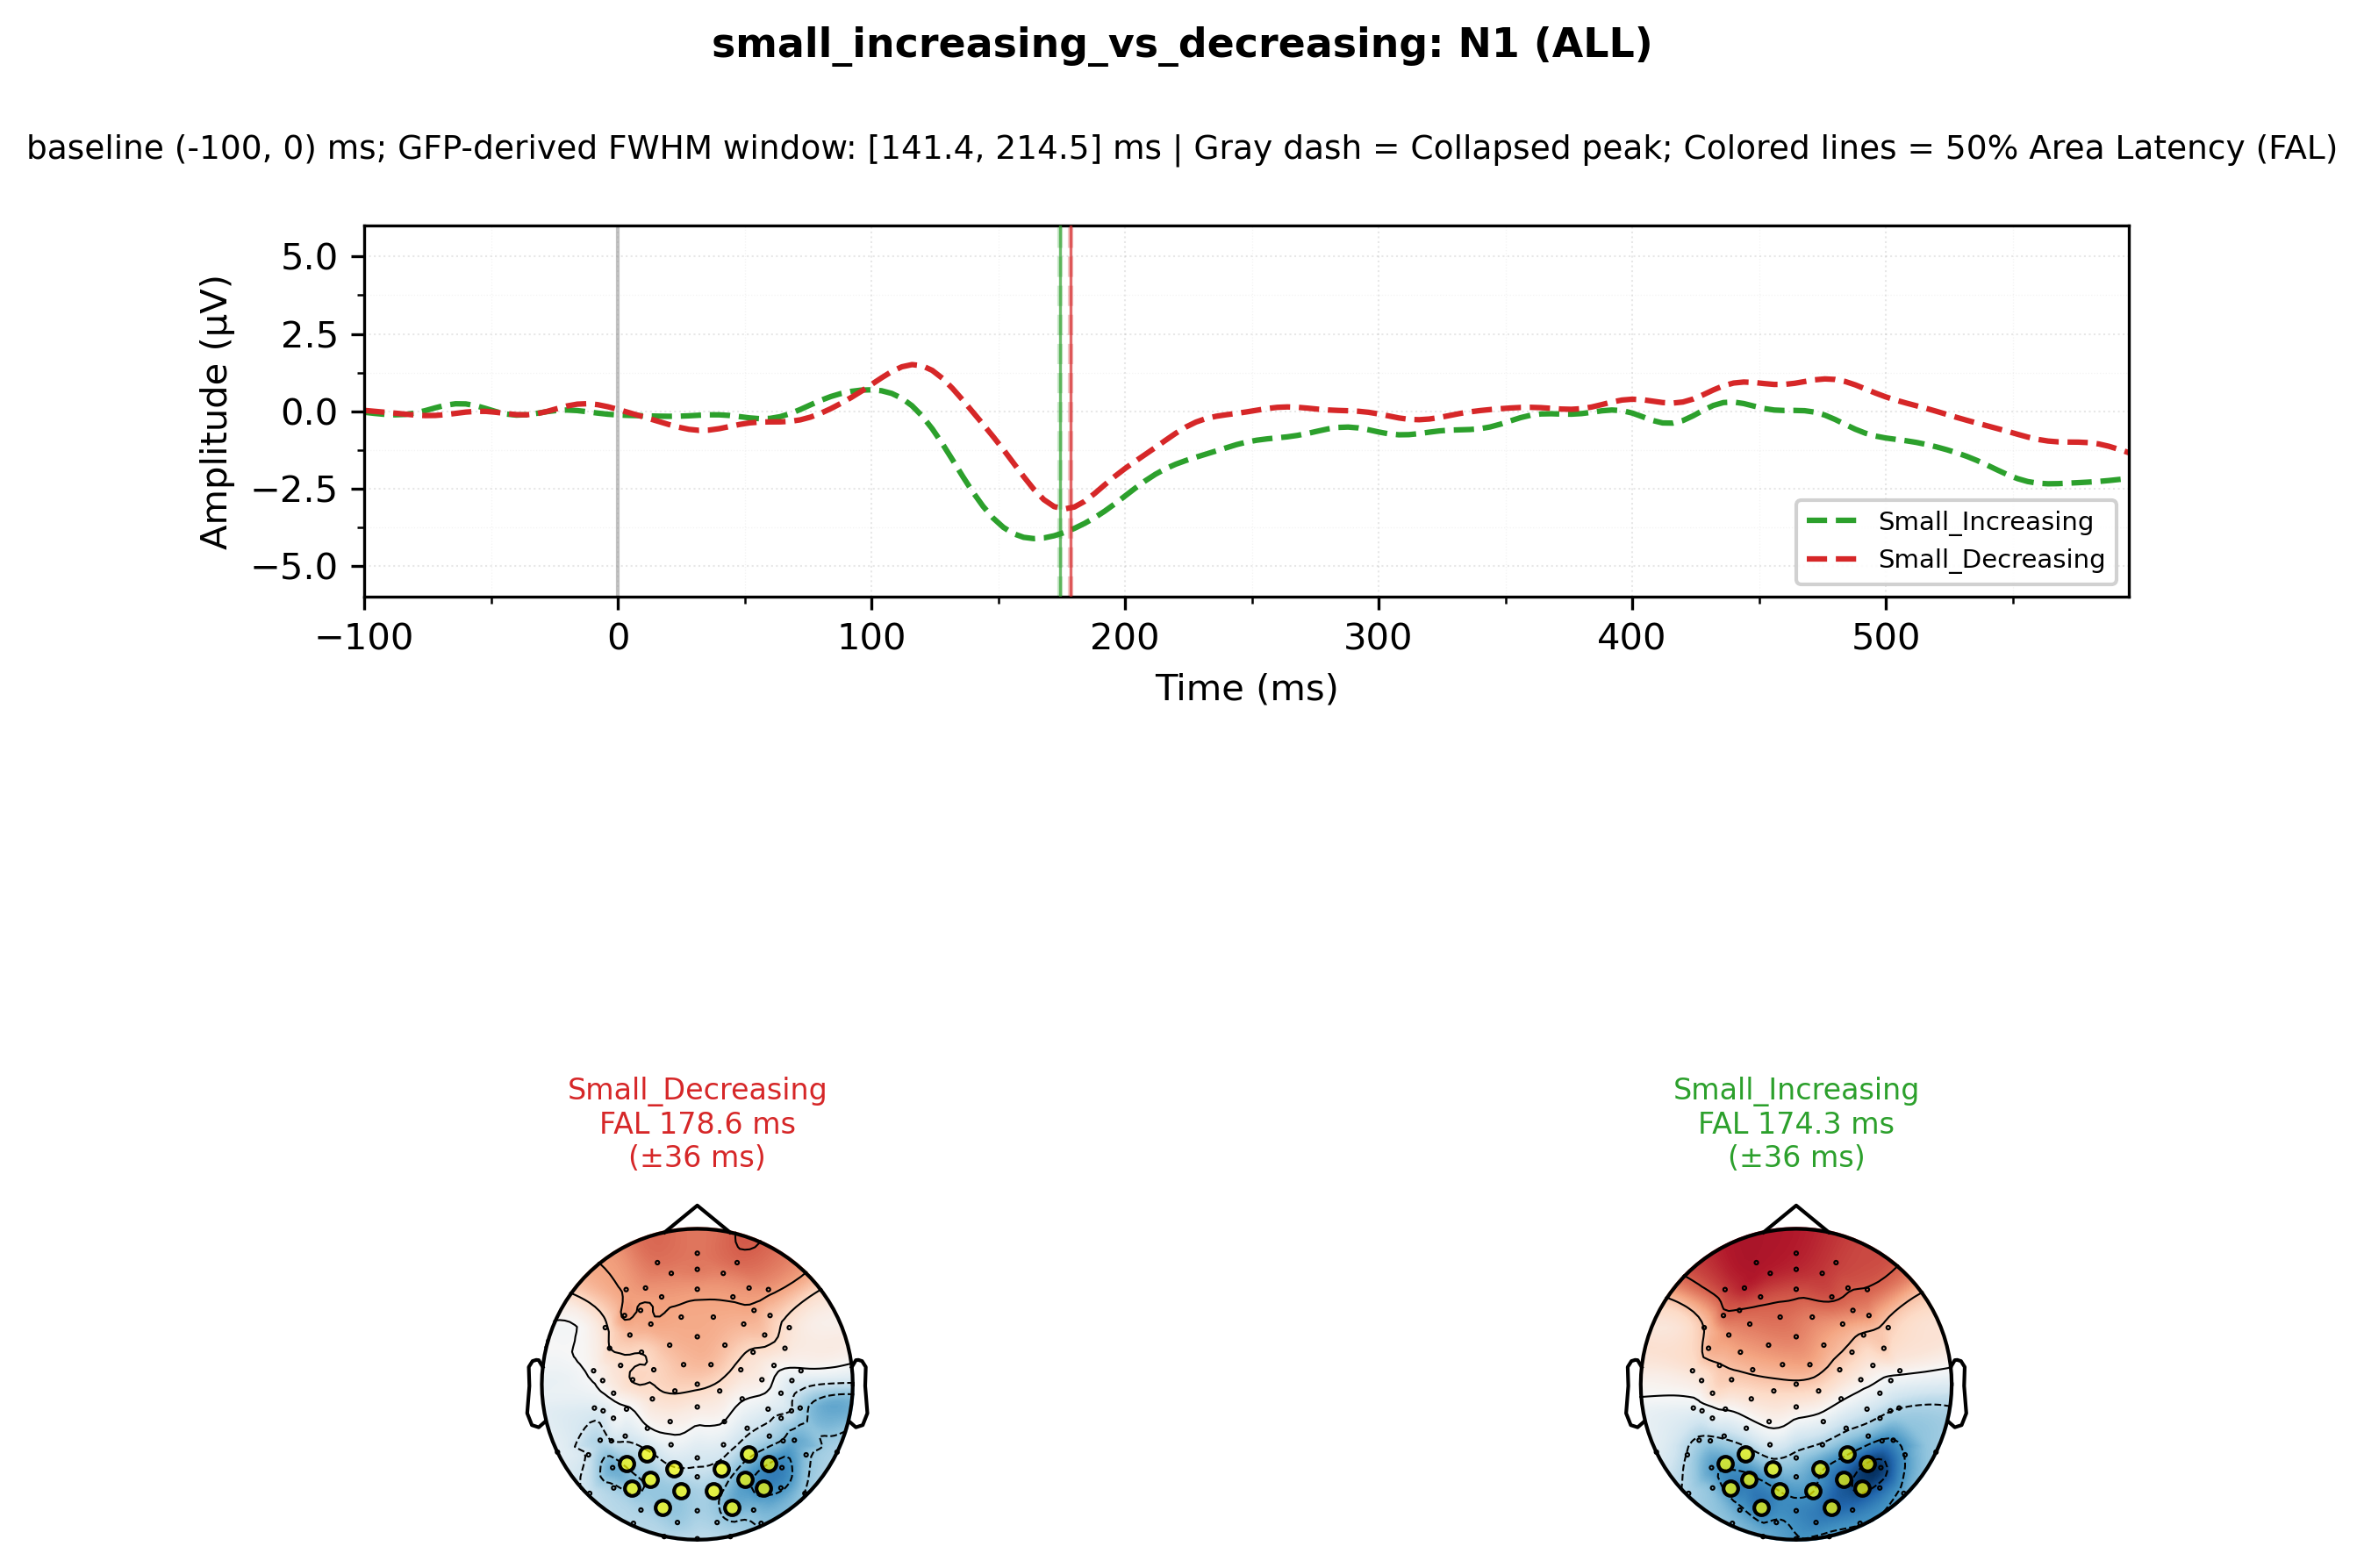 small_increasing_vs_decreasing: N1 (ALL)
baseline (-100, 0) ms; GFP-derived FWHM window: [141.4, 214.5] ms | Gray dash = Collapsed peak; Colored lines = 50% Area Latency (FAL)
Amplitude (μV)
5.0
2.5
0.0
−2.5
−5.0
Small_Increasing
Small_Decreasing
−100
0
100
200
300
400
500
Time (ms)
Small_Decreasing
FAL 178.6 ms
(±36 ms)
Small_Increasing
FAL 174.3 ms
(±36 ms)